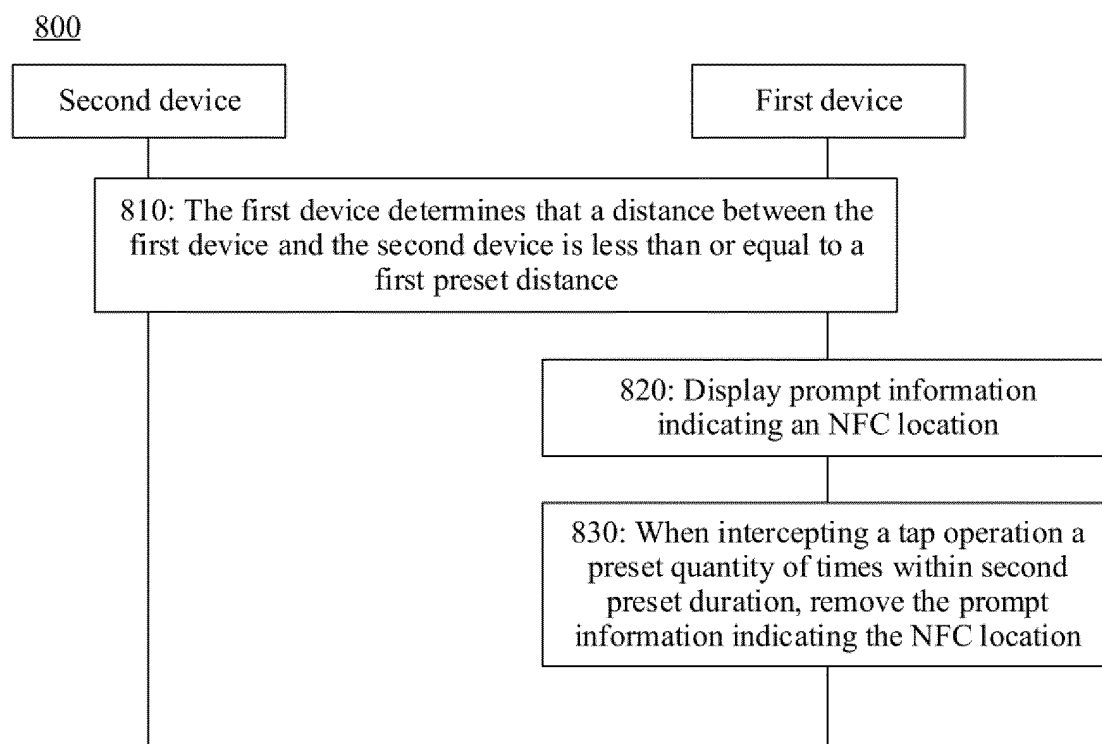 800
Second device
First device
810: The first device determines that a distance between the
first device and the second device is less than or equal to a
first preset distance
820: Display prompt information
indicating an NFC location
830: When intercepting a tap operation a
preset quantity of times within second
preset duration, remove the prompt
information indicating the NFC location